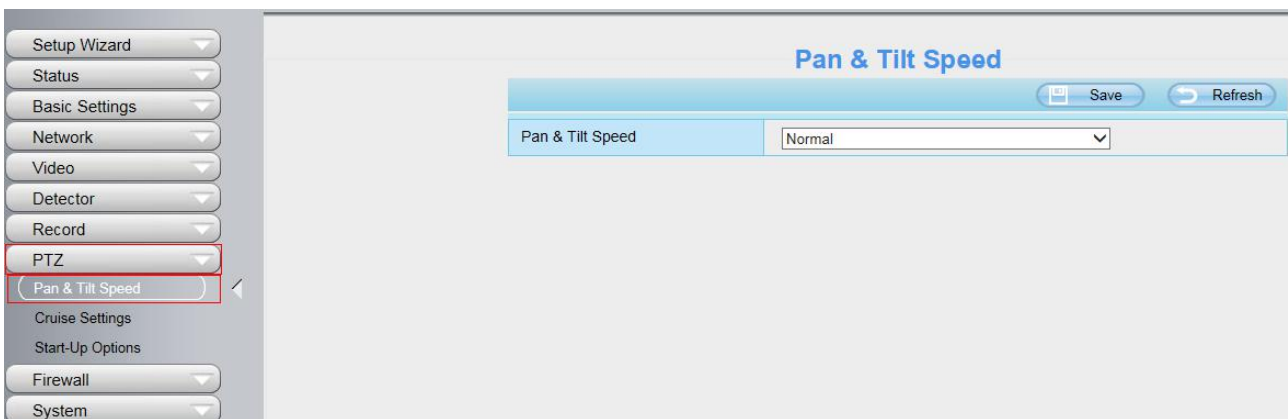 Setup Wizard
Status
Basic Settings
Network
Video
Detector
Record
PTZ
Pan & Tilt Speed
Cruise Settings
Start-Up Options
Firewall
System
Pan & Tilt Speed
Save Refresh
Pan & Tilt Speed Normal